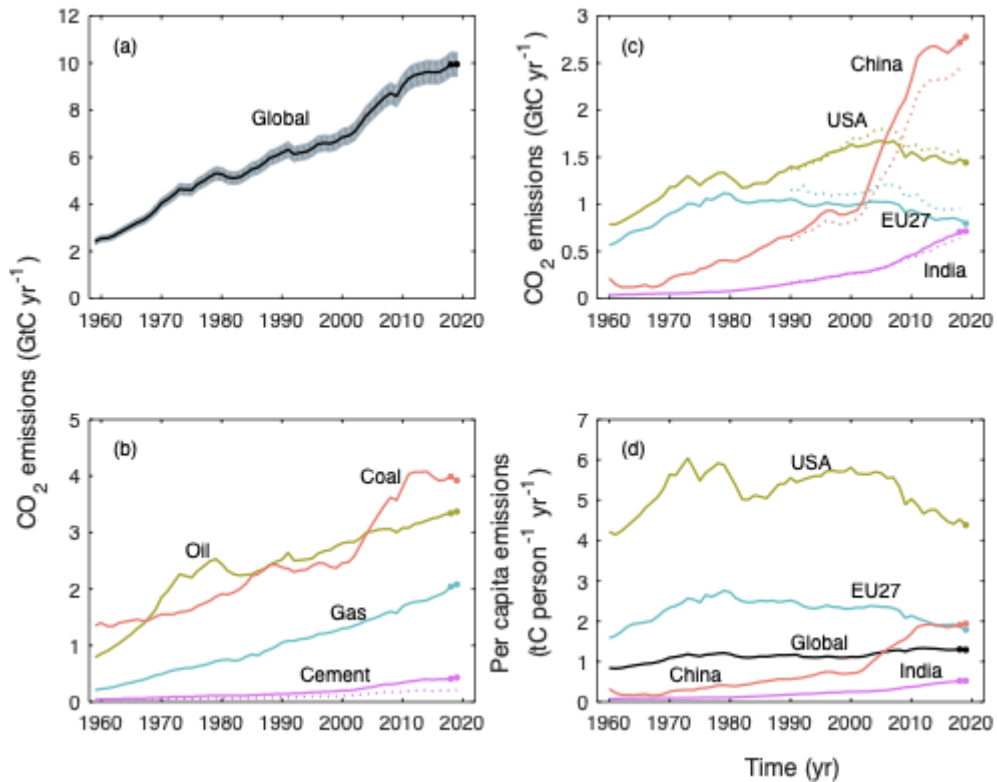 CO₂ emissions (GtC yr⁻¹)
(a)
Global
12
10
8
6
4
2
0
1960 1970 1980 1990 2000 2010 2020
(c)
CO₂ emissions (GtC yr⁻¹)
China
USA
EU27
India
3
2.5
2
1.5
1
0.5
0
1960 1970 1980 1990 2000 2010 2020
(b)
Coal
Oil
Gas
Cement
5
4
3
2
1
0
1960 1970 1980 1990 2000 2010 2020
(d)
Per capita emissions
(tC person⁻¹ yr⁻¹)
USA
EU27
Global
China
India
7
6
5
4
3
2
1
0
1960 1970 1980 1990 2000 2010 2020
Time (yr)